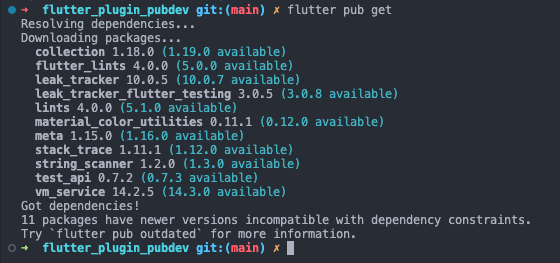 ➜ flutter_plugin_pubdev git:(main) ✗ flutter pub get
Resolving dependencies...
Downloading packages...
collection 1.18.0 (1.19.0 available)
flutter_lints 4.0.0 (5.0.0 available)
leak_tracker 10.0.5 (10.0.7 available)
leak_tracker_flutter_testing 3.0.5 (3.0.8 available)
lints 4.0.0 (5.1.0 available)
material_color_utilities 0.11.1 (0.12.0 available)
meta 1.15.0 (1.16.0 available)
stack_trace 1.11.1 (1.12.0 available)
string_scanner 1.2.0 (1.3.0 available)
test_api 0.7.2 (0.7.3 available)
vm_service 14.2.5 (14.3.0 available)
Got dependencies!
11 packages have newer versions incompatible with dependency constraints.
Try `flutter pub outdated` for more information.
➜ flutter_plugin_pubdev git:(main) ✗